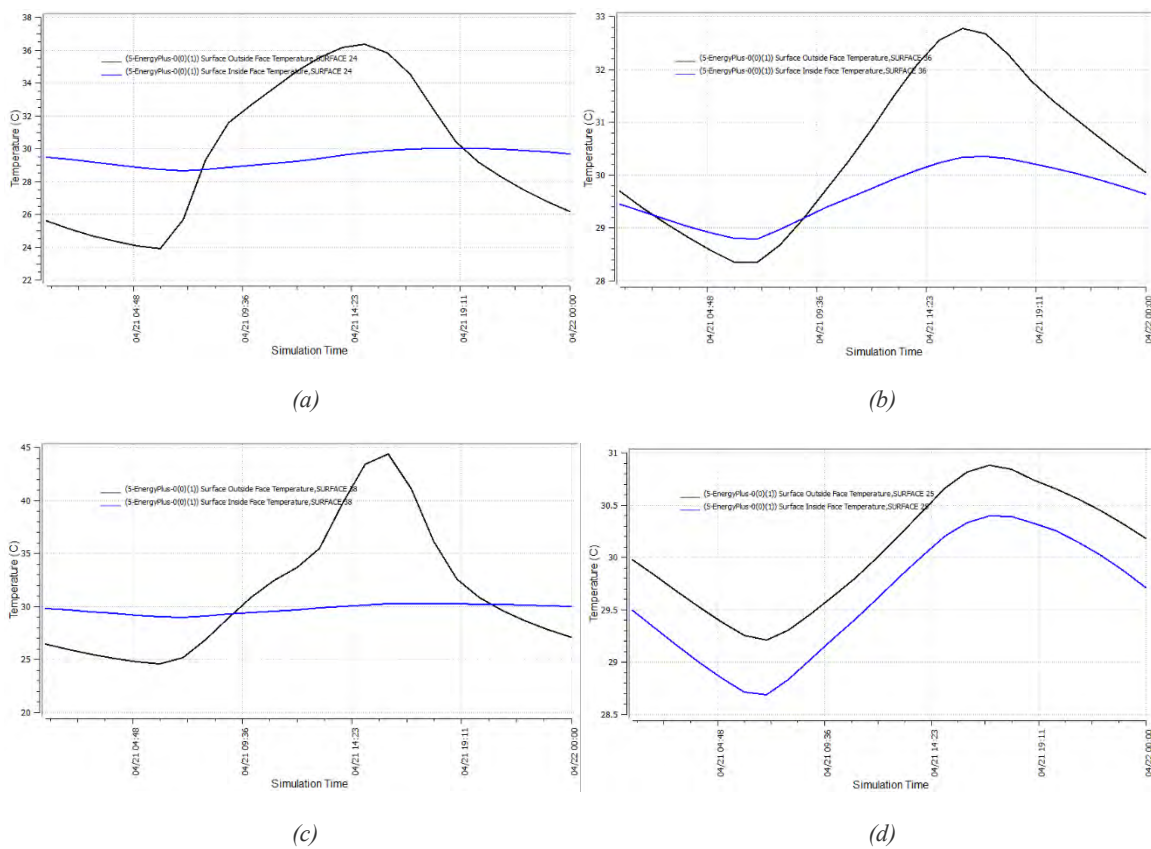 38
36
34
32
30
28
26
24
22
Temperature (C)
(5-EnergyPlus-0(0)(1)) Surface Outside Face Temperature,SURFACE 24
(5-EnergyPlus-0(0)(1)) Surface Inside Face Temperature,SURFACE 24
04/21 04:48
04/21 09:36
04/21 14:23
04/21 19:11
04/22 00:00
Simulation Time
(a)
33
32
31
30
29
28
Temperature (C)
(5-EnergyPlus-0(0)(1)) Surface Outside Face Temperature,SURFACE 36
(5-EnergyPlus-0(0)(1)) Surface Inside Face Temperature,SURFACE 36
04/21 04:48
04/21 09:36
04/21 14:23
04/21 19:11
04/22 00:00
Simulation Time
(b)
45
40
35
30
25
20
Temperature (C)
(5-EnergyPlus-0(0)(1)) Surface Outside Face Temperature,SURFACE 38
(5-EnergyPlus-0(0)(1)) Surface Inside Face Temperature,SURFACE 38
04/21 04:48
04/21 09:36
04/21 14:23
04/21 19:11
04/22 00:00
Simulation Time
(c)
31
30.5
30
29.5
29
28.5
Temperature (C)
(5-EnergyPlus-0(0)(1)) Surface Outside Face Temperature,SURFACE 25
(5-EnergyPlus-0(0)(1)) Surface Inside Face Temperature,SURFACE 25
04/21 04:48
04/21 09:36
04/21 14:23
04/21 19:11
04/22 00:00
Simulation Time
(d)